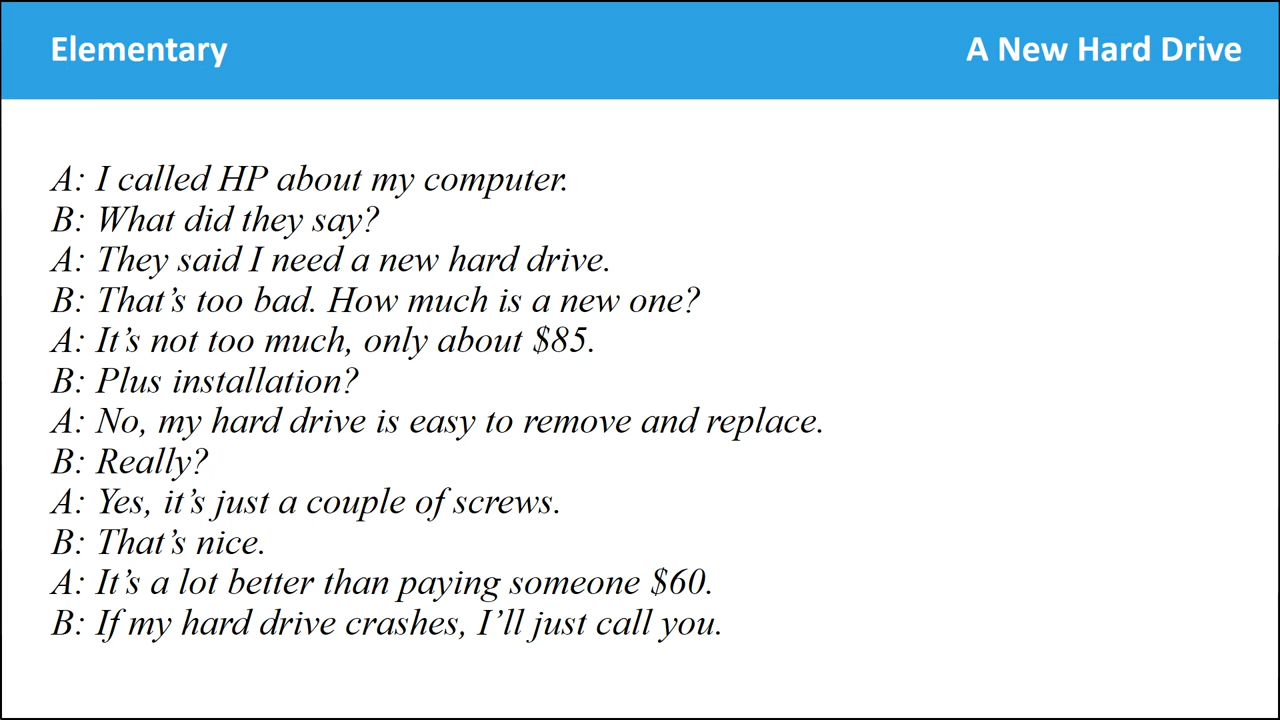 Elementary
A New Hard Drive
A: I called HP about my computer.
B: What did they say?
A: They said I need a new hard drive.
B: That’s too bad. How much is a new one?
A: It’s not too much, only about $85.
B: Plus installation?
A: No, my hard drive is easy to remove and replace.
B: Really?
A: Yes, it’s just a couple of screws.
B: That’s nice.
A: It’s a lot better than paying someone $60.
B: If my hard drive crashes, I’ll just call you.